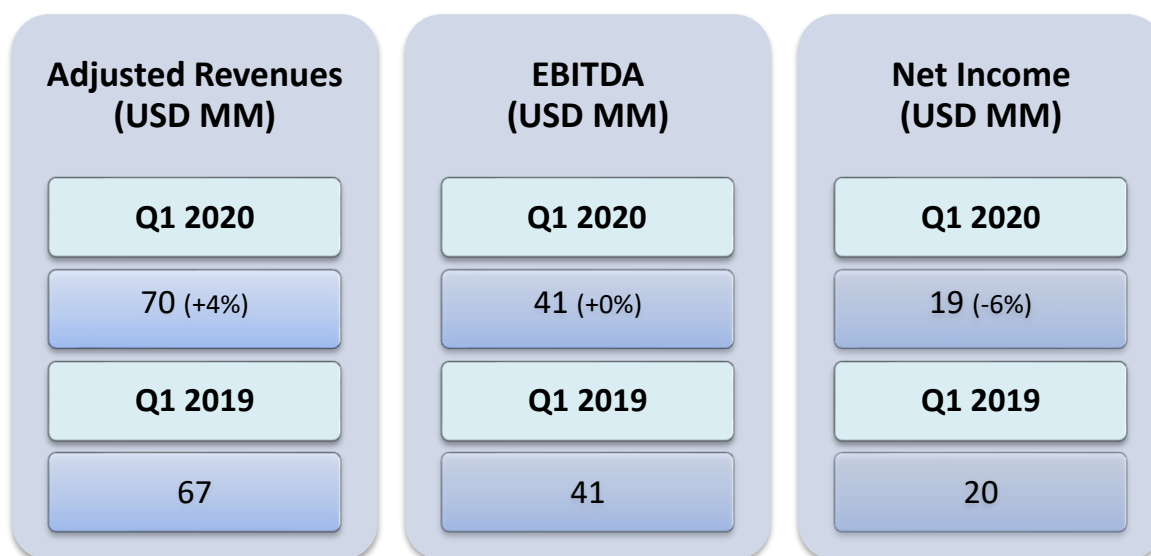 Adjusted Revenues
(USD MM)
Q1 2020
70 (+4%)
Q1 2019
67
EBITDA
(USD MM)
Q1 2020
41 (+0%)
Q1 2019
41
Net Income
(USD MM)
Q1 2020
19 (-6%)
Q1 2019
20